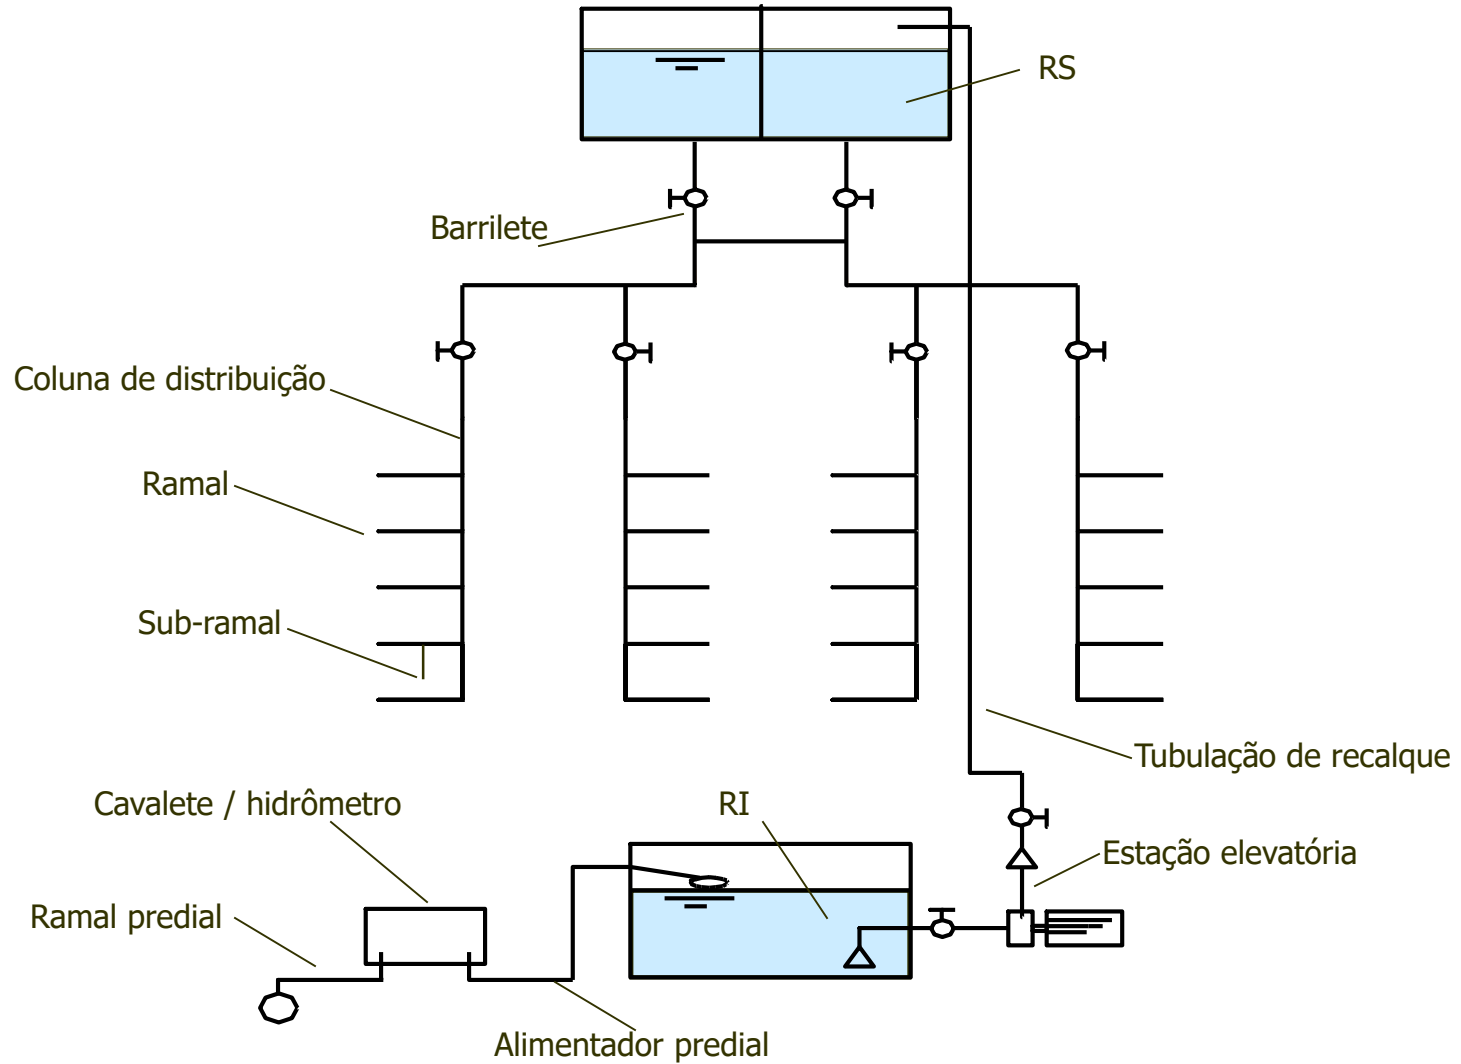 RS
Barrilete
Coluna de distribuição
Ramal
Sub-ramal
Tubulação de recalque
Cavalete / hidrômetro
RI
Estação elevatória
Ramal predial
Alimentador predial